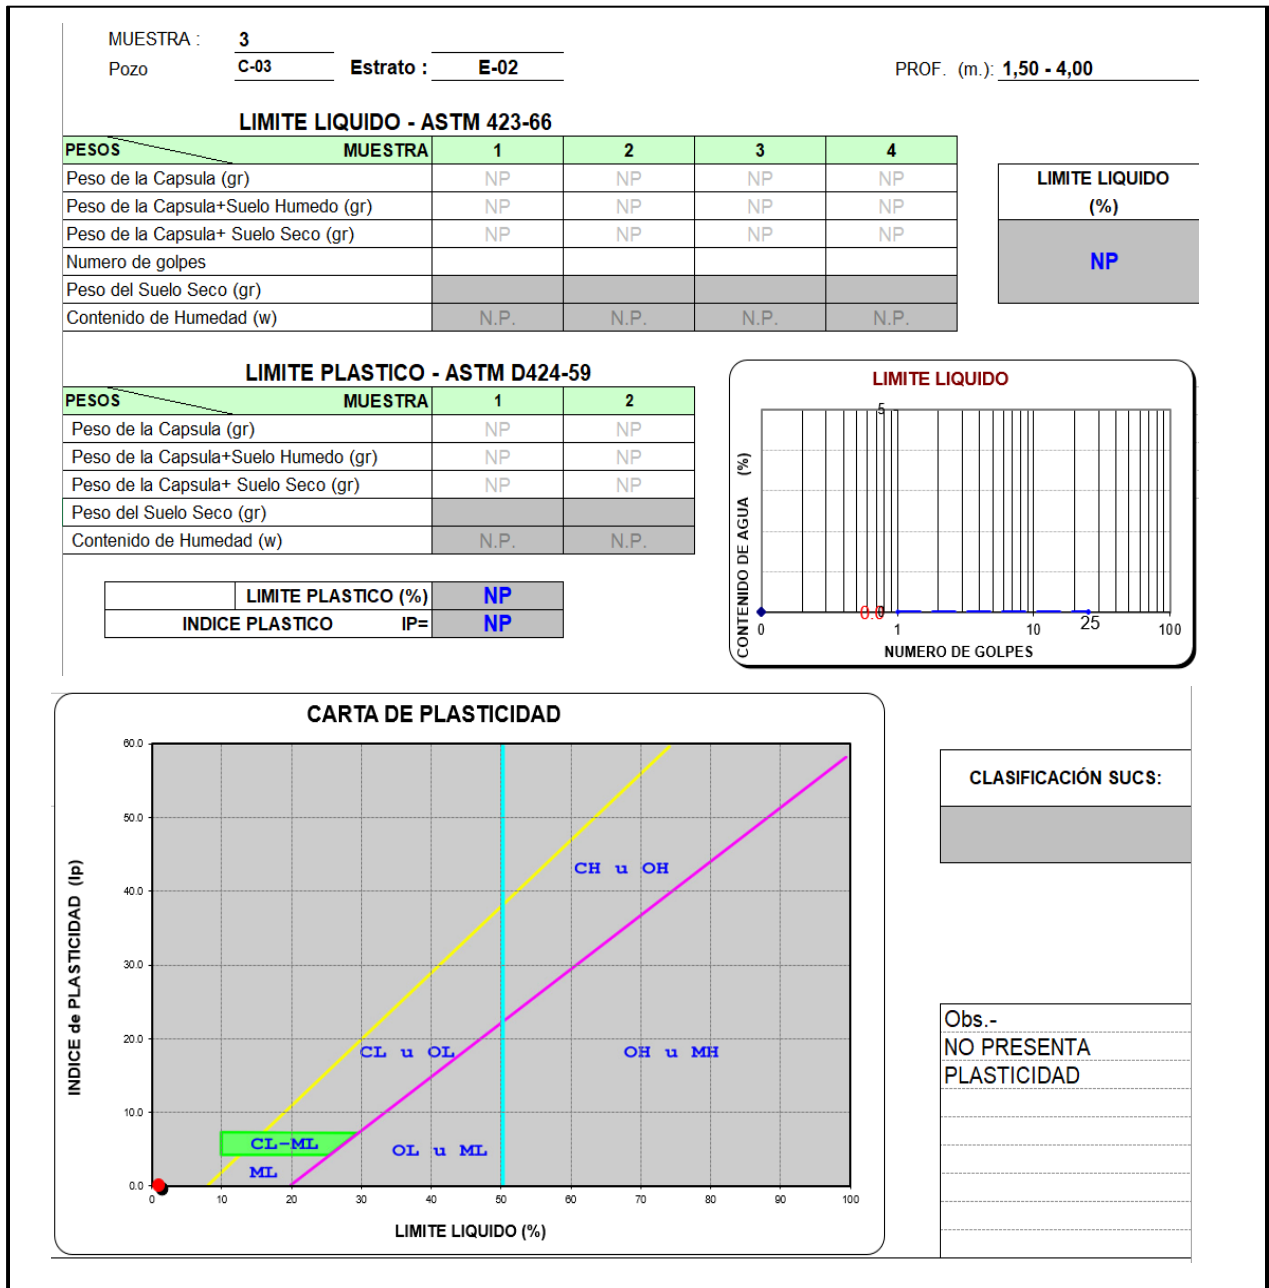 MUESTRA : 3
Pozo C-03 Estrato : E-02 PROF. (m.): 1,50 - 4,00
LIMITE LIQUIDO - ASTM 423-66
PESOS MUESTRA 1 2 3 4
Peso de la Capsula (gr) NP NP NP NP
Peso de la Capsula+Suelo Humedo (gr) NP NP NP NP
Peso de la Capsula+ Suelo Seco (gr) NP NP NP NP
Numero de golpes
Peso del Suelo Seco (gr)
Contenido de Humedad (w) N.P. N.P. N.P. N.P.
LIMITE LIQUIDO
(%)
NP
LIMITE PLASTICO - ASTM D424-59
PESOS MUESTRA 1 2
Peso de la Capsula (gr) NP NP
Peso de la Capsula+Suelo Humedo (gr) NP NP
Peso de la Capsula+ Suelo Seco (gr) NP NP
Peso del Suelo Seco (gr)
Contenido de Humedad (w) N.P. N.P.
LIMITE PLASTICO (%) NP
INDICE PLASTICO IP= NP
LIMITE LIQUIDO
CONTENIDO DE AGUA (%)
5
0.0 0
0 1 10 25 100
NUMERO DE GOLPES
CARTA DE PLASTICIDAD
INDICE de PLASTICIDAD (Ip)
60.0
50.0
40.0
30.0
20.0
10.0
0.0
CH u OH
CL u OL
OH u MH
CL-ML
OL u ML
ML
0 10 20 30 40 50 60 70 80 90 100
LIMITE LIQUIDO (%)
CLASIFICACIÓN SUCS:
Obs.-
NO PRESENTA
PLASTICIDAD